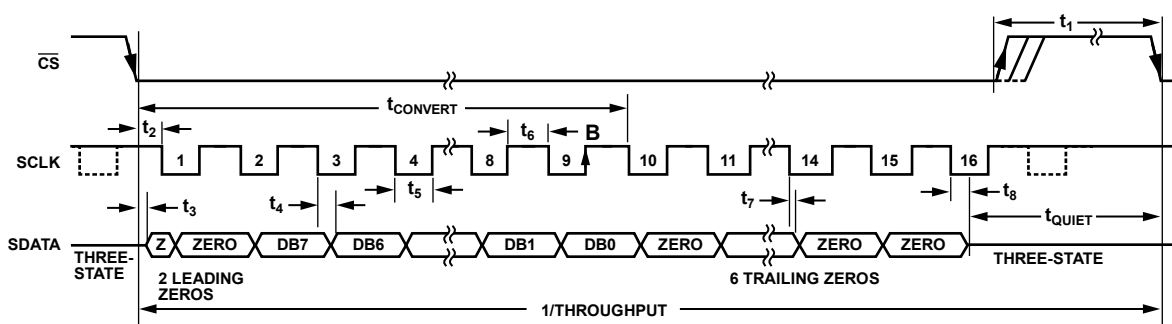 t1
CS
tCONVERT
t2 t6 B
SCLK 1 2 3 4 8 9 10 11 14 15 16
t3 t4 t5 t7 t8
tQUIET
SDATA Z ZERO DB7 DB6 DB1 DB0 ZERO ZERO ZERO
THREE-STATE 2 LEADING ZEROS 6 TRAILING ZEROS THREE-STATE
1/THROUGHPUT